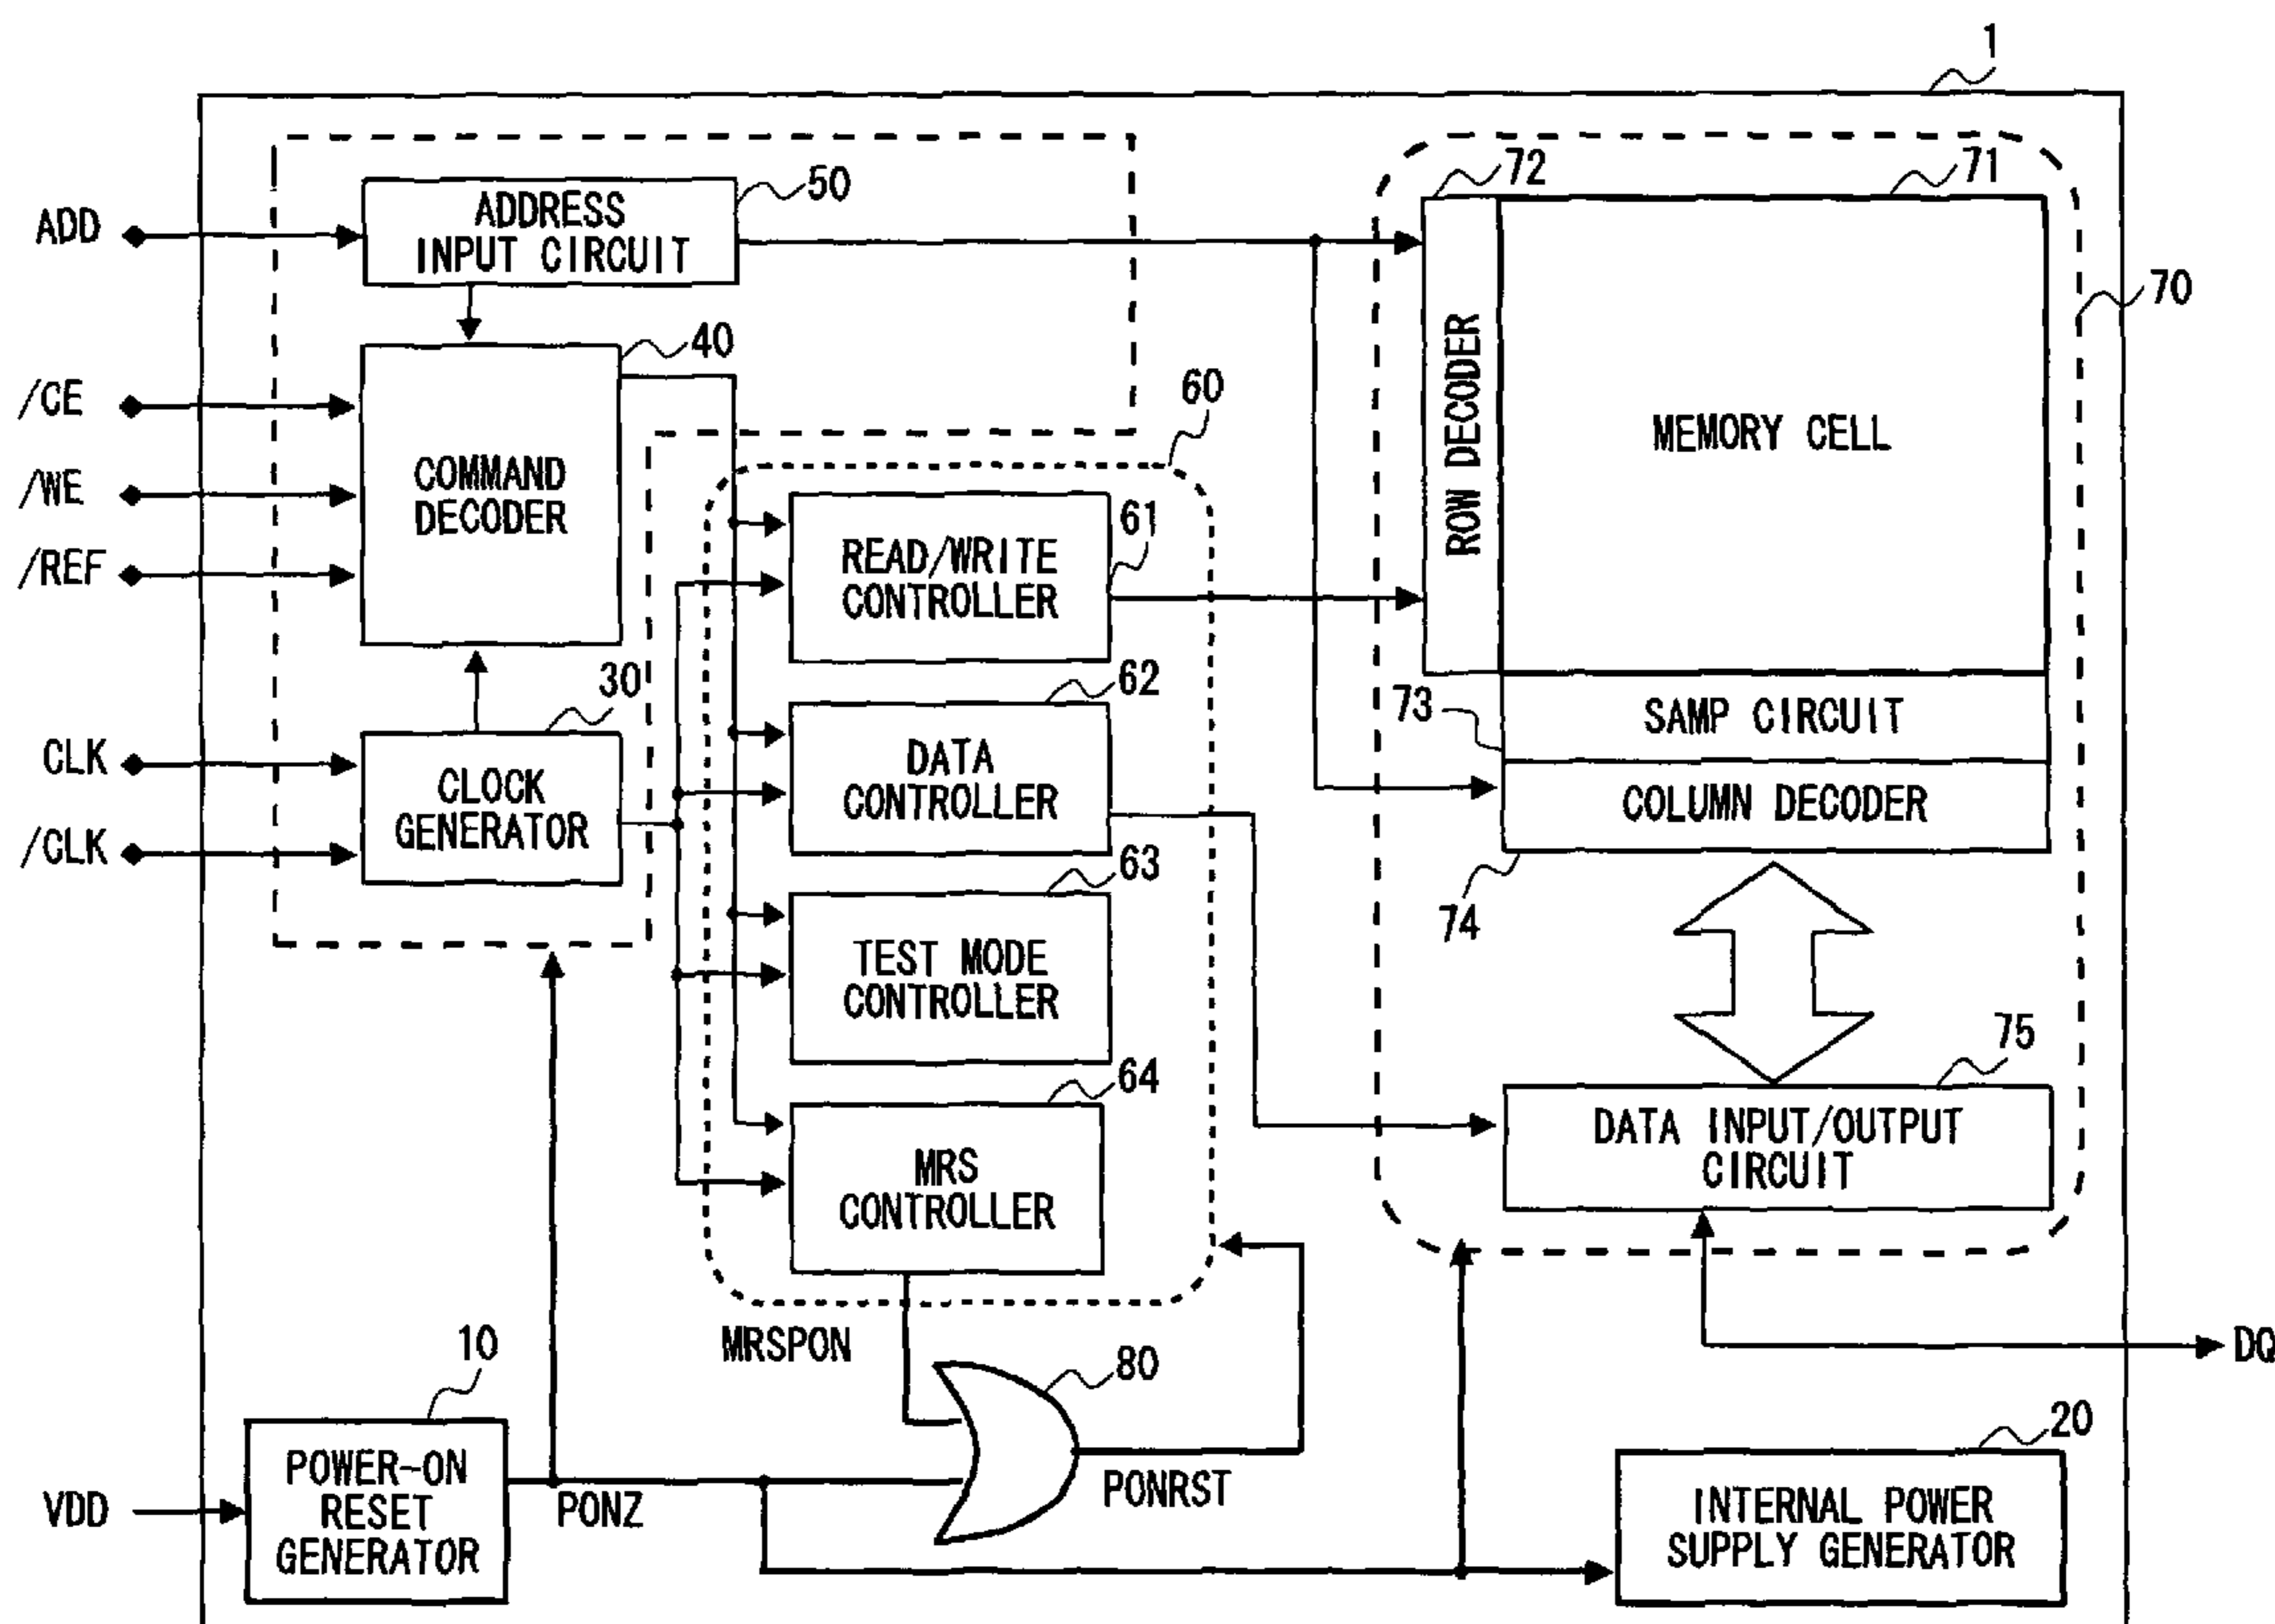 1
ADD
ADDRESS
INPUT CIRCUIT
50
72
71
70
/CE
/WE
/REF
COMMAND
DECODER
40
60
ROW DECODER
MEMORY CELL
READ/WRITE
CONTROLLER
61
CLK
/CLK
CLOCK
GENERATOR
30
DATA
CONTROLLER
62
73
SAMP CIRCUIT
COLUMN DECODER
74
TEST MODE
CONTROLLER
63
MRS
CONTROLLER
64
75
DATA INPUT/OUTPUT
CIRCUIT
MRSPON
80
DQ
10
VDD
POWER-ON
RESET
GENERATOR
PONZ
PONRST
20
INTERNAL POWER
SUPPLY GENERATOR